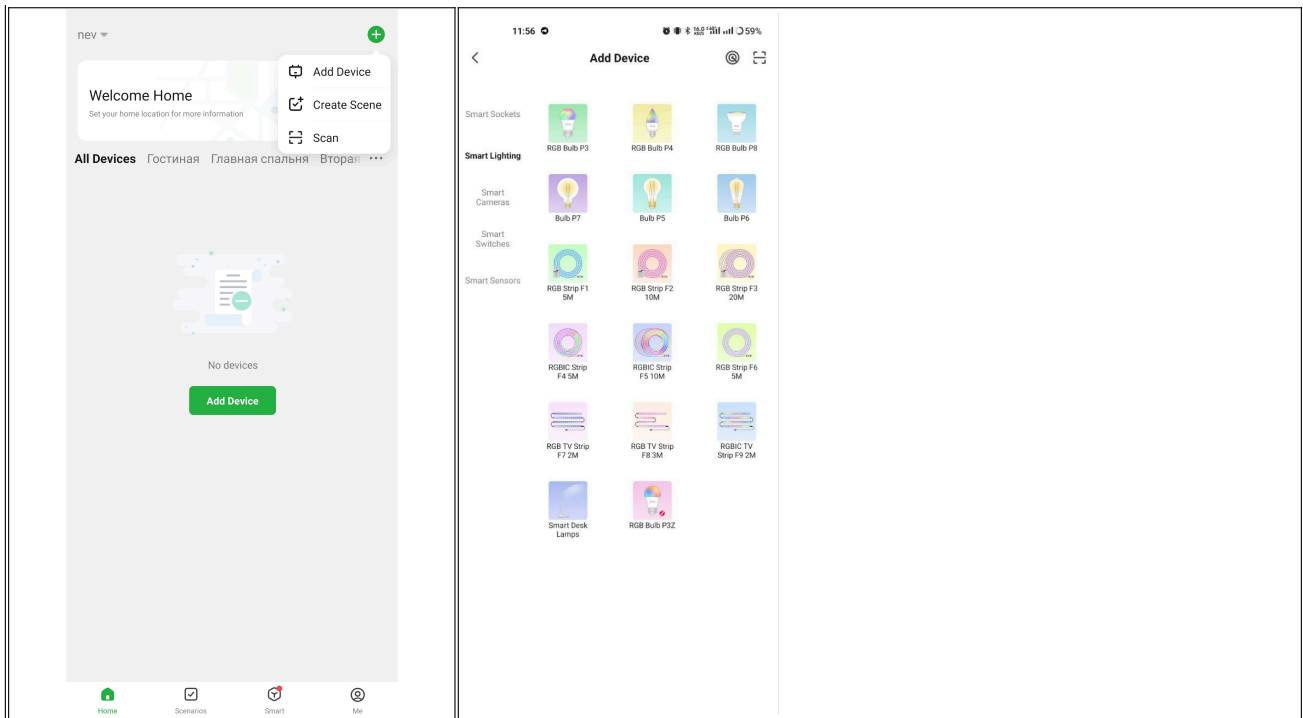 nev
Add Device
Create Scene
Scan
Welcome Home
Set your home location for more information
All Devices Гостиная Главная спальня Вторая ...
No devices
Add Device
Home Scenarios Smart Me
11:56 59%
Add Device
Smart Sockets
Smart Lighting
Smart
Cameras
Smart
Switches
Smart Sensors
RGB Bulb P3 RGB Bulb P4 RGB Bulb P8
Bulb P7 Bulb P5 Bulb P6
RGB Strip F1 RGB Strip F2 RGB Strip F3
5M 10M 20M
RGBIC Strip RGBIC Strip RGB Strip F6
F4 5M F5 10M 5M
RGB TV Strip RGB TV Strip RGBIC TV
F7 2M F8 3M Strip F9 2M
Smart Desk RGB Bulb P3Z
Lamps